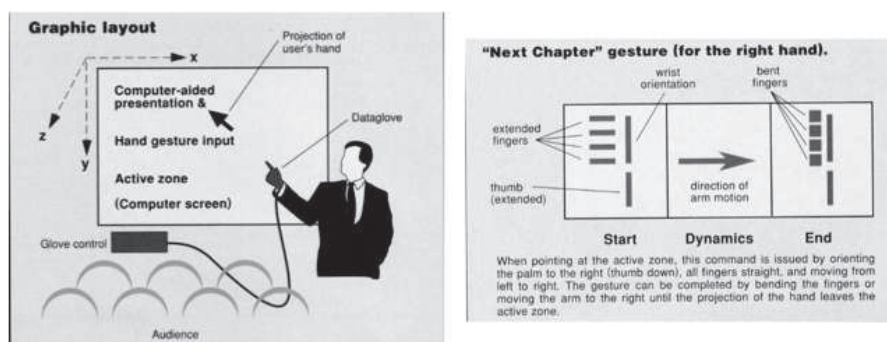 Graphic layout
x
Projection of
user's hand
Computer-aided
presentation &
z
y
Dataglove
Hand gesture input
Active zone
(Computer screen)
Glove control
Audience
"Next Chapter" gesture (for the right hand).
wrist
orientation
bent
fingers
extended
fingers
thumb
(extended)
direction of
arm motion
Start
Dynamics
End
When pointing at the active zone, this command is issued by orienting
the palm to the right (thumb down), all fingers straight, and moving from
left to right. The gesture can be completed by bending the fingers or
moving the arm to the right until the projection of the hand leaves the
active zone.